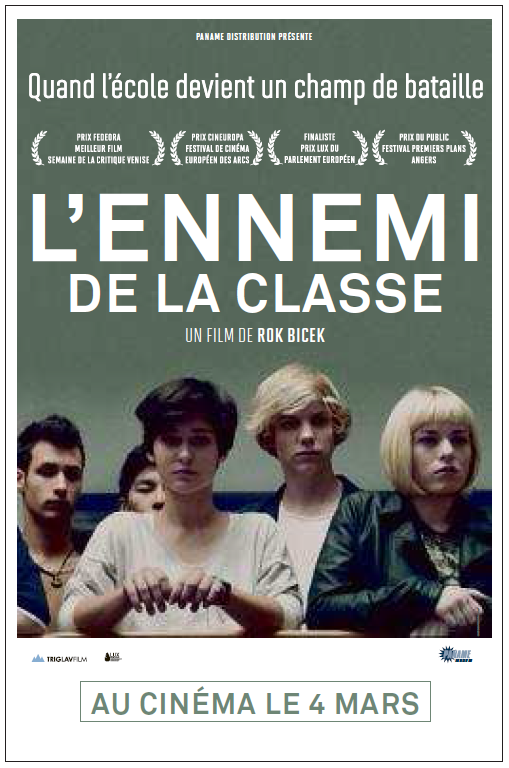 PANAME DISTRIBUTION PRÉSENTE
Quand l'école devient un champ de bataille
PRIX FEDEORA
MEILLEUR FILM
SEMAINE DE LA CRITIQUE VENISE
PRIX CINEUROPA
FESTIVAL DE CINÉMA
EUROPÉEN DES ARCS
FINALISTE
PRIX LUX DU
PARLEMENT EUROPÉEN
PRIX DU PUBLIC
FESTIVAL PREMIERS PLANS
ANGERS
L'ENNEMI
DE LA CLASSE
UN FILM DE ROK BICEK
TRIGLAVFILM
LUX
PANAME
AU CINÉMA LE 4 MARS